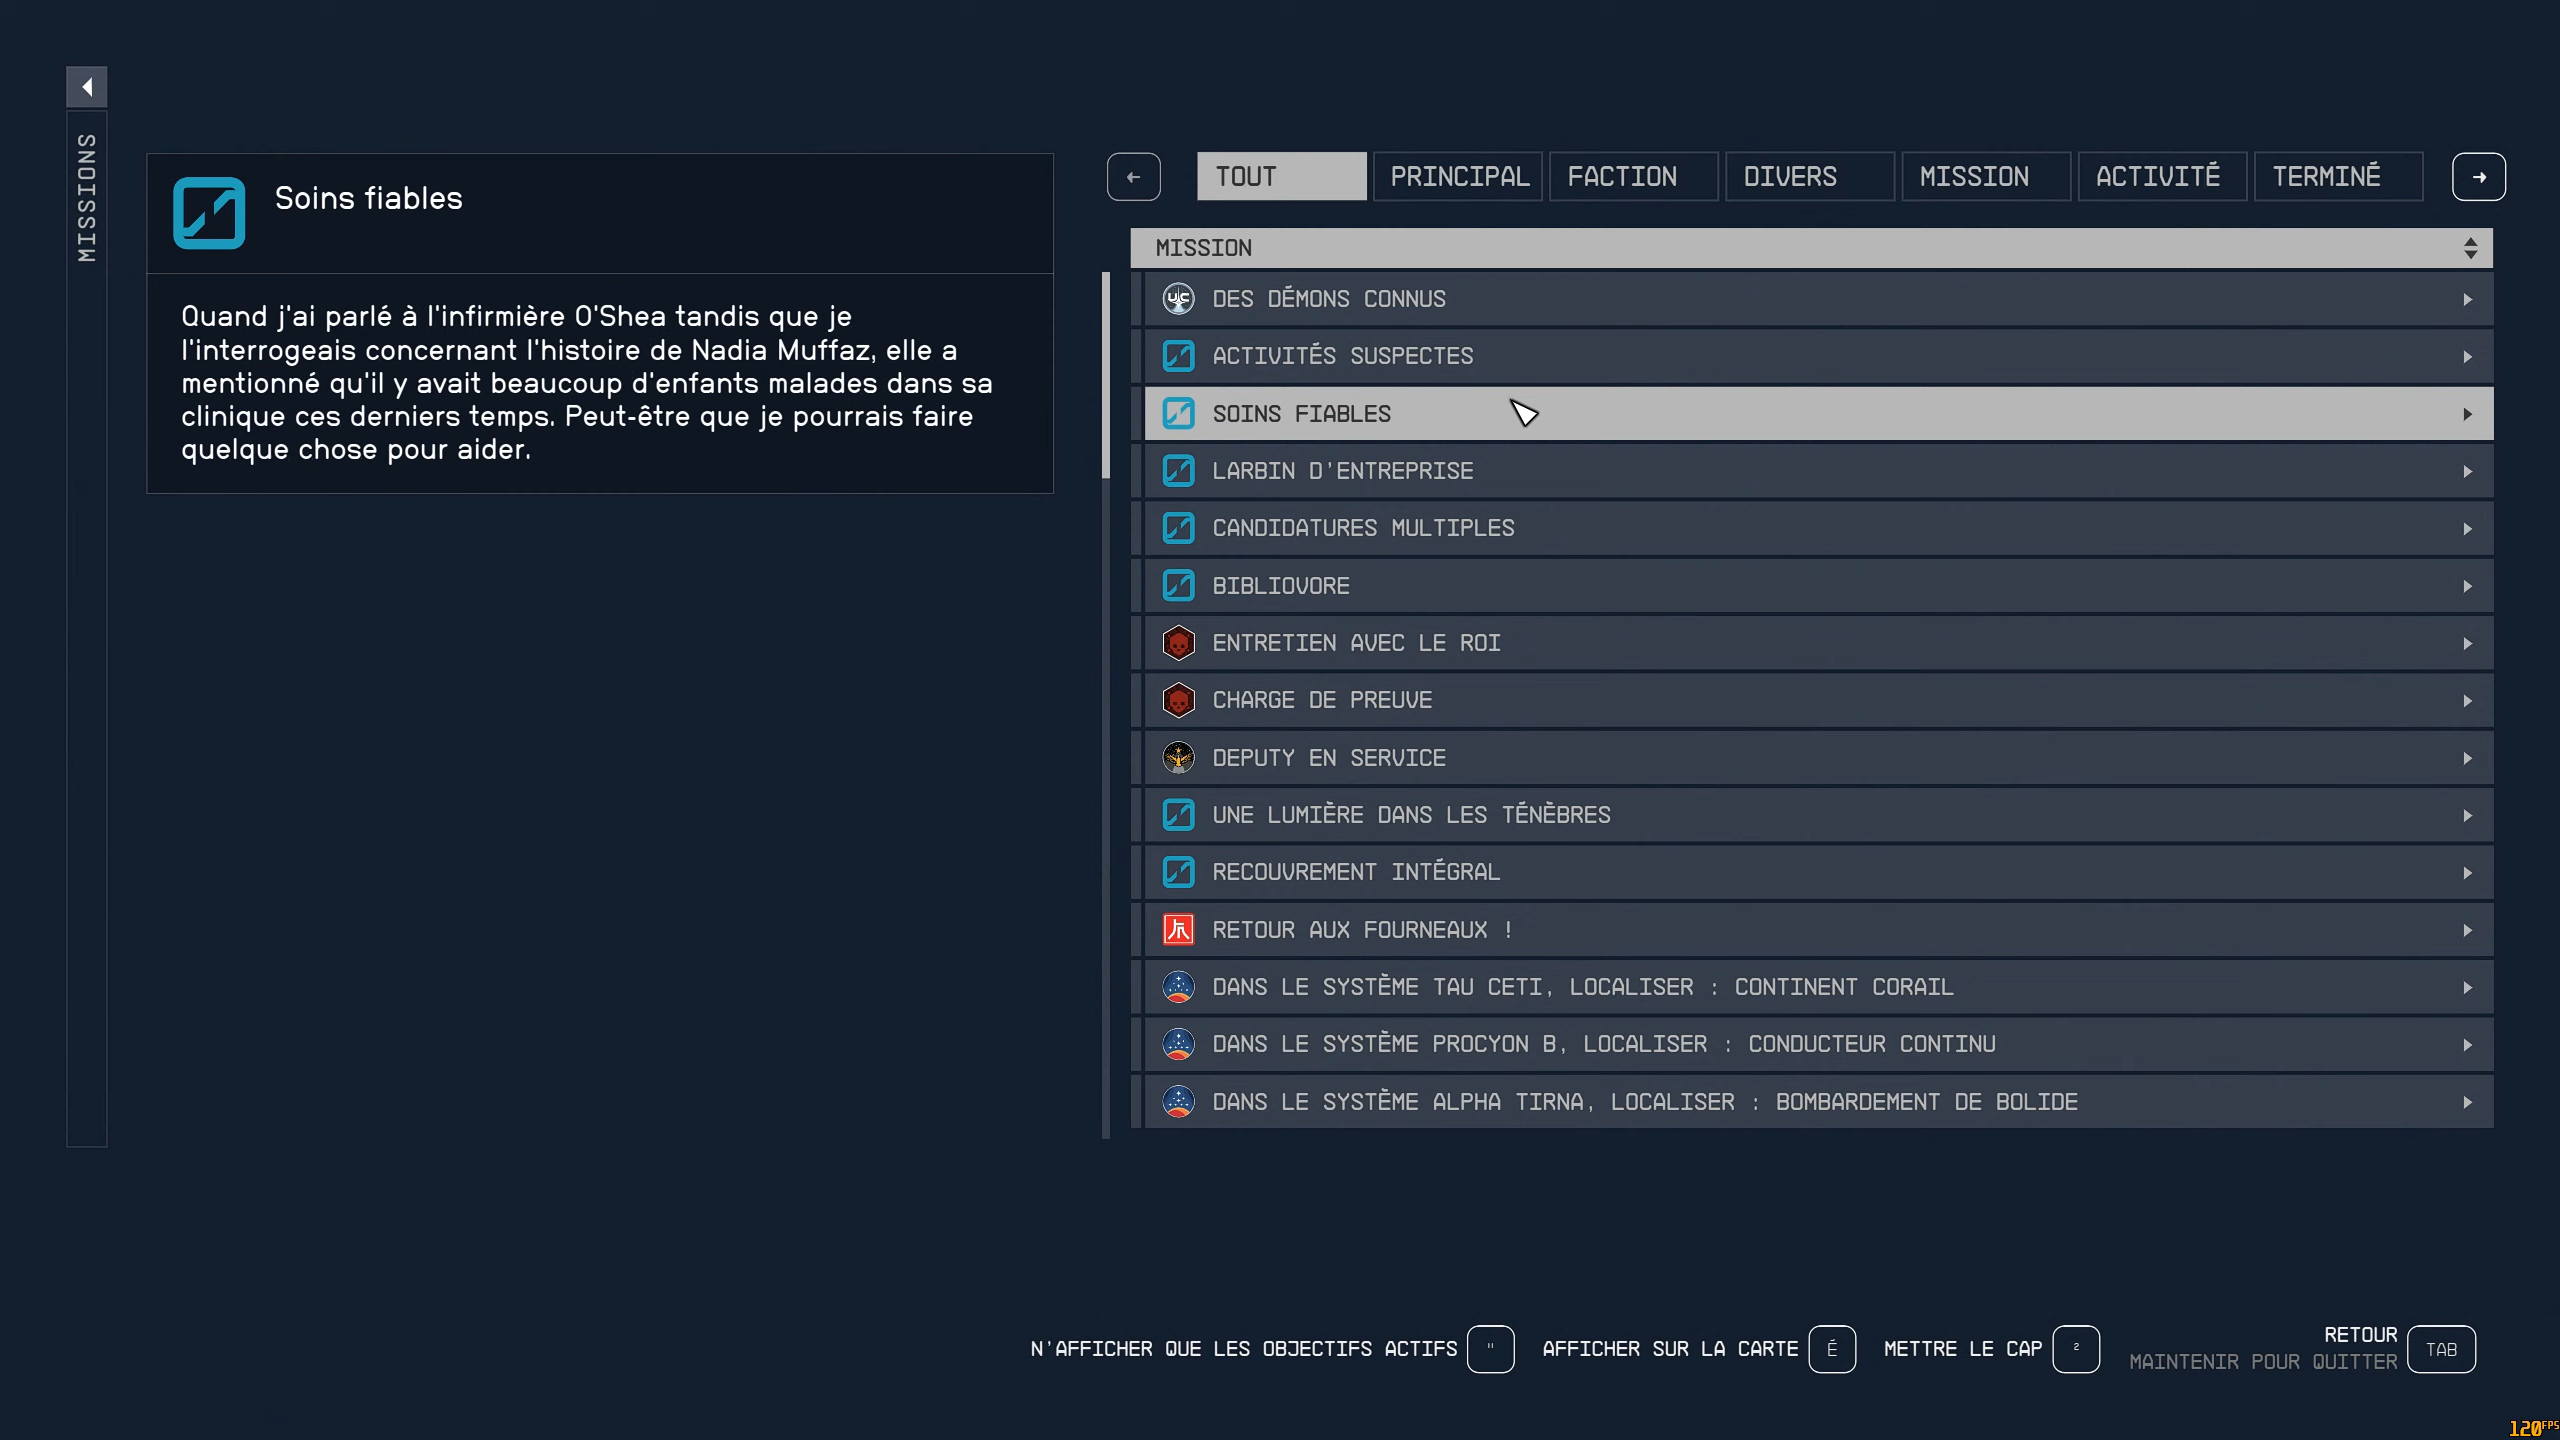 MISSIONS
Soins fiables
Quand j'ai parlé à l'infirmière O'Shea tandis que je
l'interrogeais concernant l'histoire de Nadia Muffaz, elle a
mentionné qu'il y avait beaucoup d'enfants malades dans sa
clinique ces derniers temps. Peut-être que je pourrais faire
quelque chose pour aider.
TOUT PRINCIPAL FACTION DIVERS MISSION ACTIVITÉ TERMINÉ
MISSION
UC DES DÉMONS CONNUS
ACTIVITÉS SUSPECTES
SOINS FIABLES
LARBIN D'ENTREPRISE
CANDIDATURES MULTIPLES
BIBLIOVORE
ENTRETIEN AVEC LE ROI
CHARGE DE PREUVE
DEPUTY EN SERVICE
UNE LUMIÈRE DANS LES TÉNÈBRES
RECOUVREMENT INTÉGRAL
RETOUR AUX FOURNEAUX !
DANS LE SYSTÈME TAU CETI, LOCALISER : CONTINENT CORAIL
DANS LE SYSTÈME PROCYON B, LOCALISER : CONDUCTEUR CONTINU
DANS LE SYSTÈME ALPHA TIRNA, LOCALISER : BOMBARDEMENT DE BOLIDE
N'AFFICHER QUE LES OBJECTIFS ACTIFS " AFFICHER SUR LA CARTE É METTRE LE CAP ² RETOUR TAB
MAINTENIR POUR QUITTER
120FPS